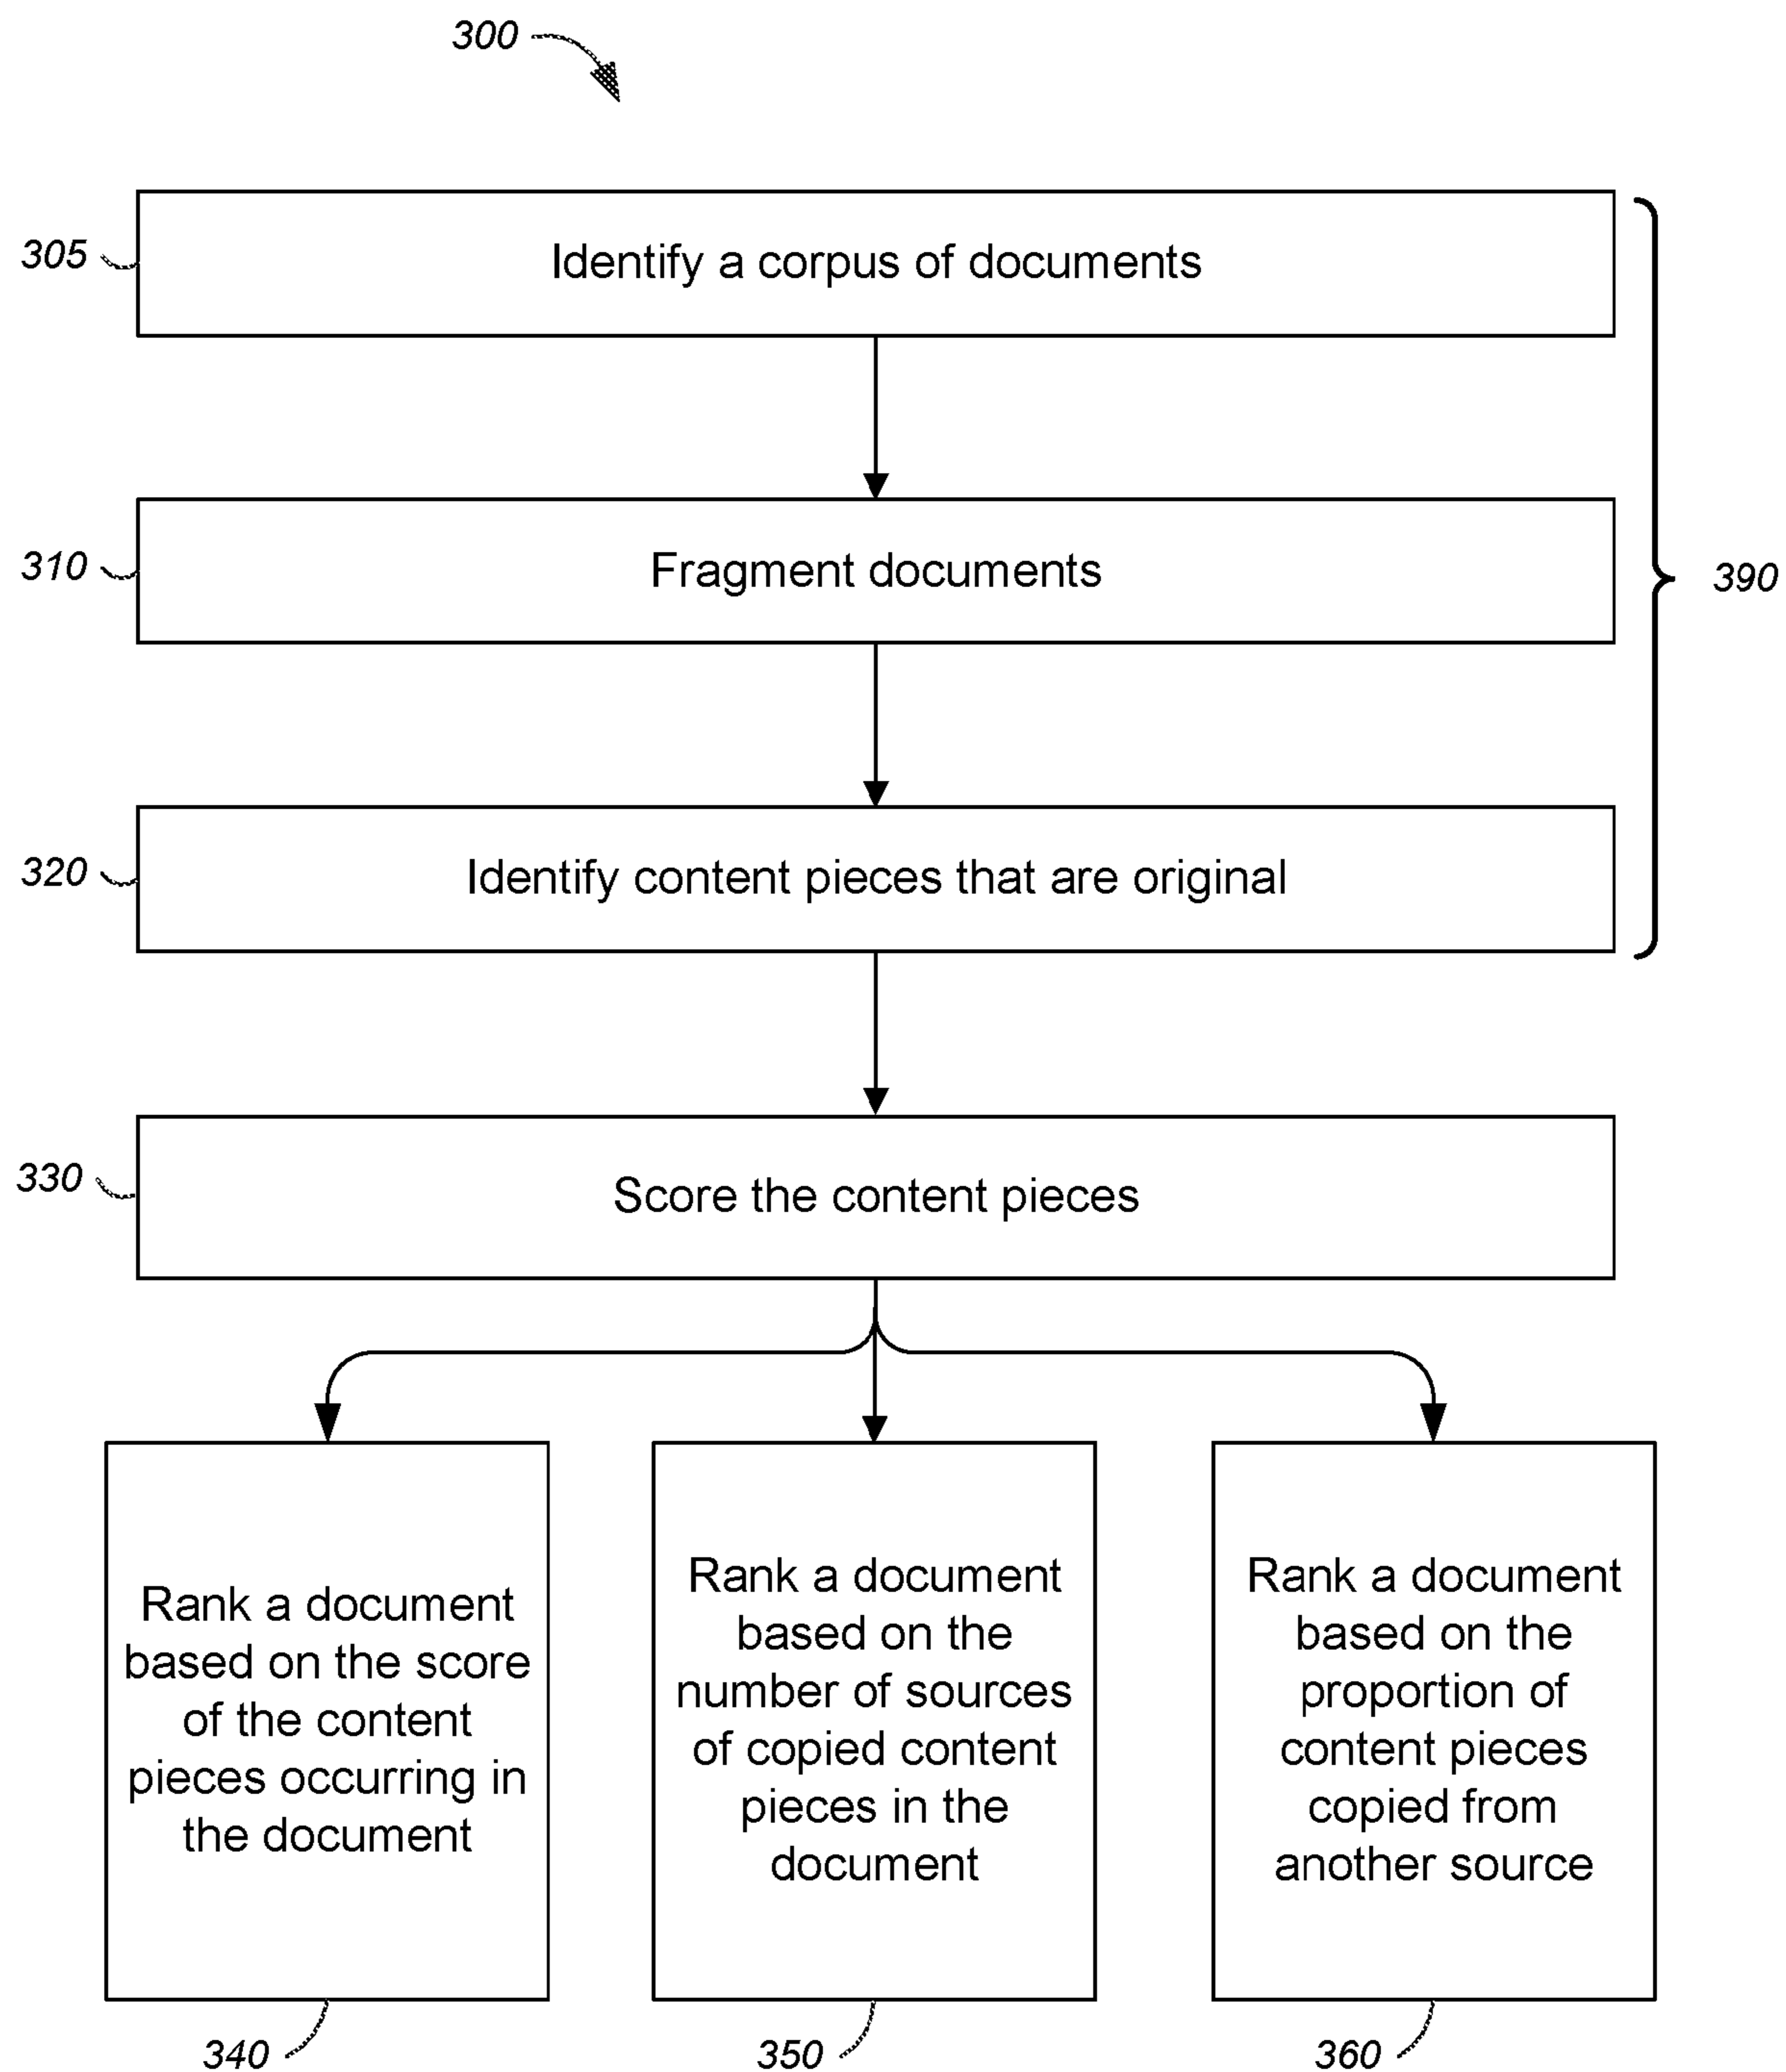 300
305
Identify a corpus of documents
310
Fragment documents
390
320
Identify content pieces that are original
330
Score the content pieces
Rank a document
based on the score
of the content
pieces occurring in
the document
Rank a document
based on the
number of sources
of copied content
pieces in the
document
Rank a document
based on the
proportion of
content pieces
copied from
another source
340
350
360